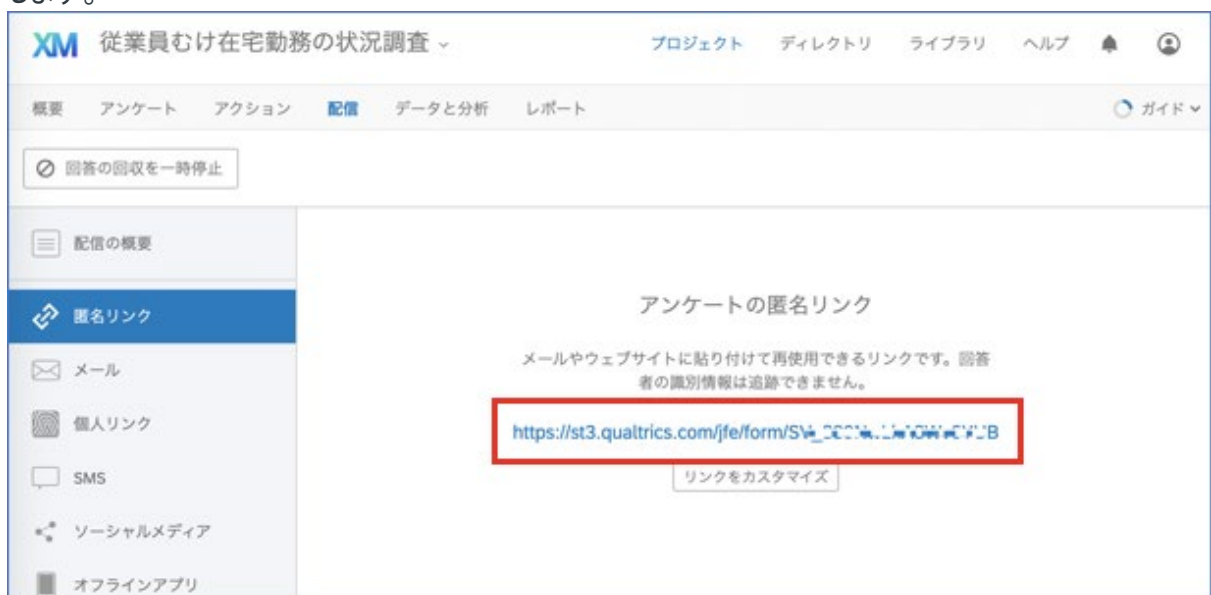 します。
XM 従業員むけ在宅勤務の状況調査 プロジェクト ディレクトリ ライブラリ ヘルプ
概要 アンケート アクション 配信 データと分析 レポート ガイド
回答の回収を一時停止
配信の概要
匿名リンク
メール
個人リンク
SMS
ソーシャルメディア
オフラインアプリ
アンケートの匿名リンク
メールやウェブサイトに貼り付けて再使用できるリンクです。回答
者の識別情報は追跡できません。
https://st3.qualtrics.com/jfe/form/
リンクをカスタマイズ